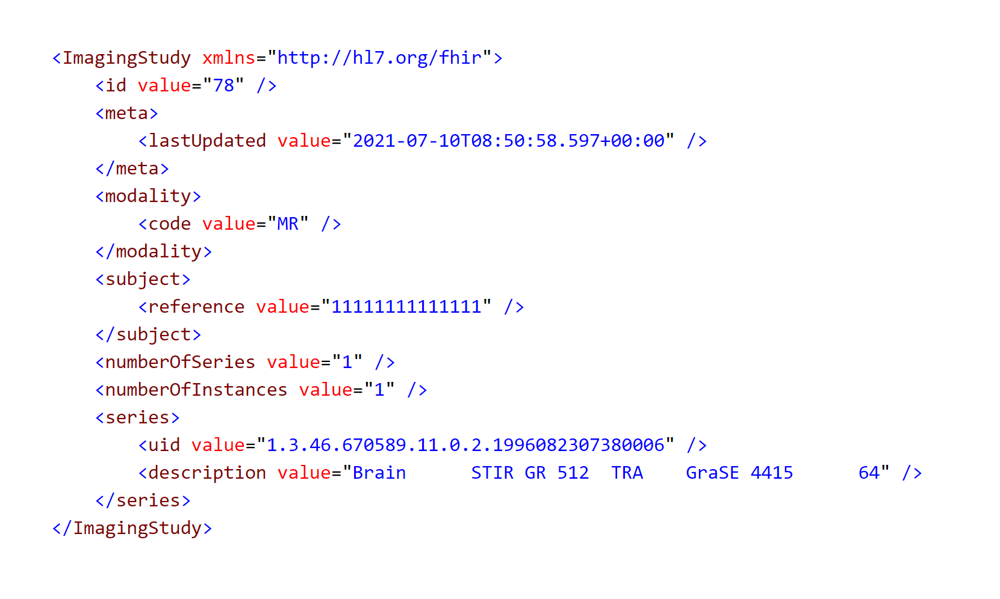 <ImagingStudy xmlns="http://hl7.org/fhir">
    <id value="78" />
    <meta>
        <lastUpdated value="2021-07-10T08:50:58.597+00:00" />
    </meta>
    <modality>
        <code value="MR" />
    </modality>
    <subject>
        <reference value="11111111111111" />
    </subject>
    <numberOfSeries value="1" />
    <numberOfInstances value="1" />
    <series>
        <uid value="1.3.46.670589.11.0.2.1996082307380006" />
        <description value="Brain      STIR GR 512  TRA    GraSE 4415      64" />
    </series>
</ImagingStudy>